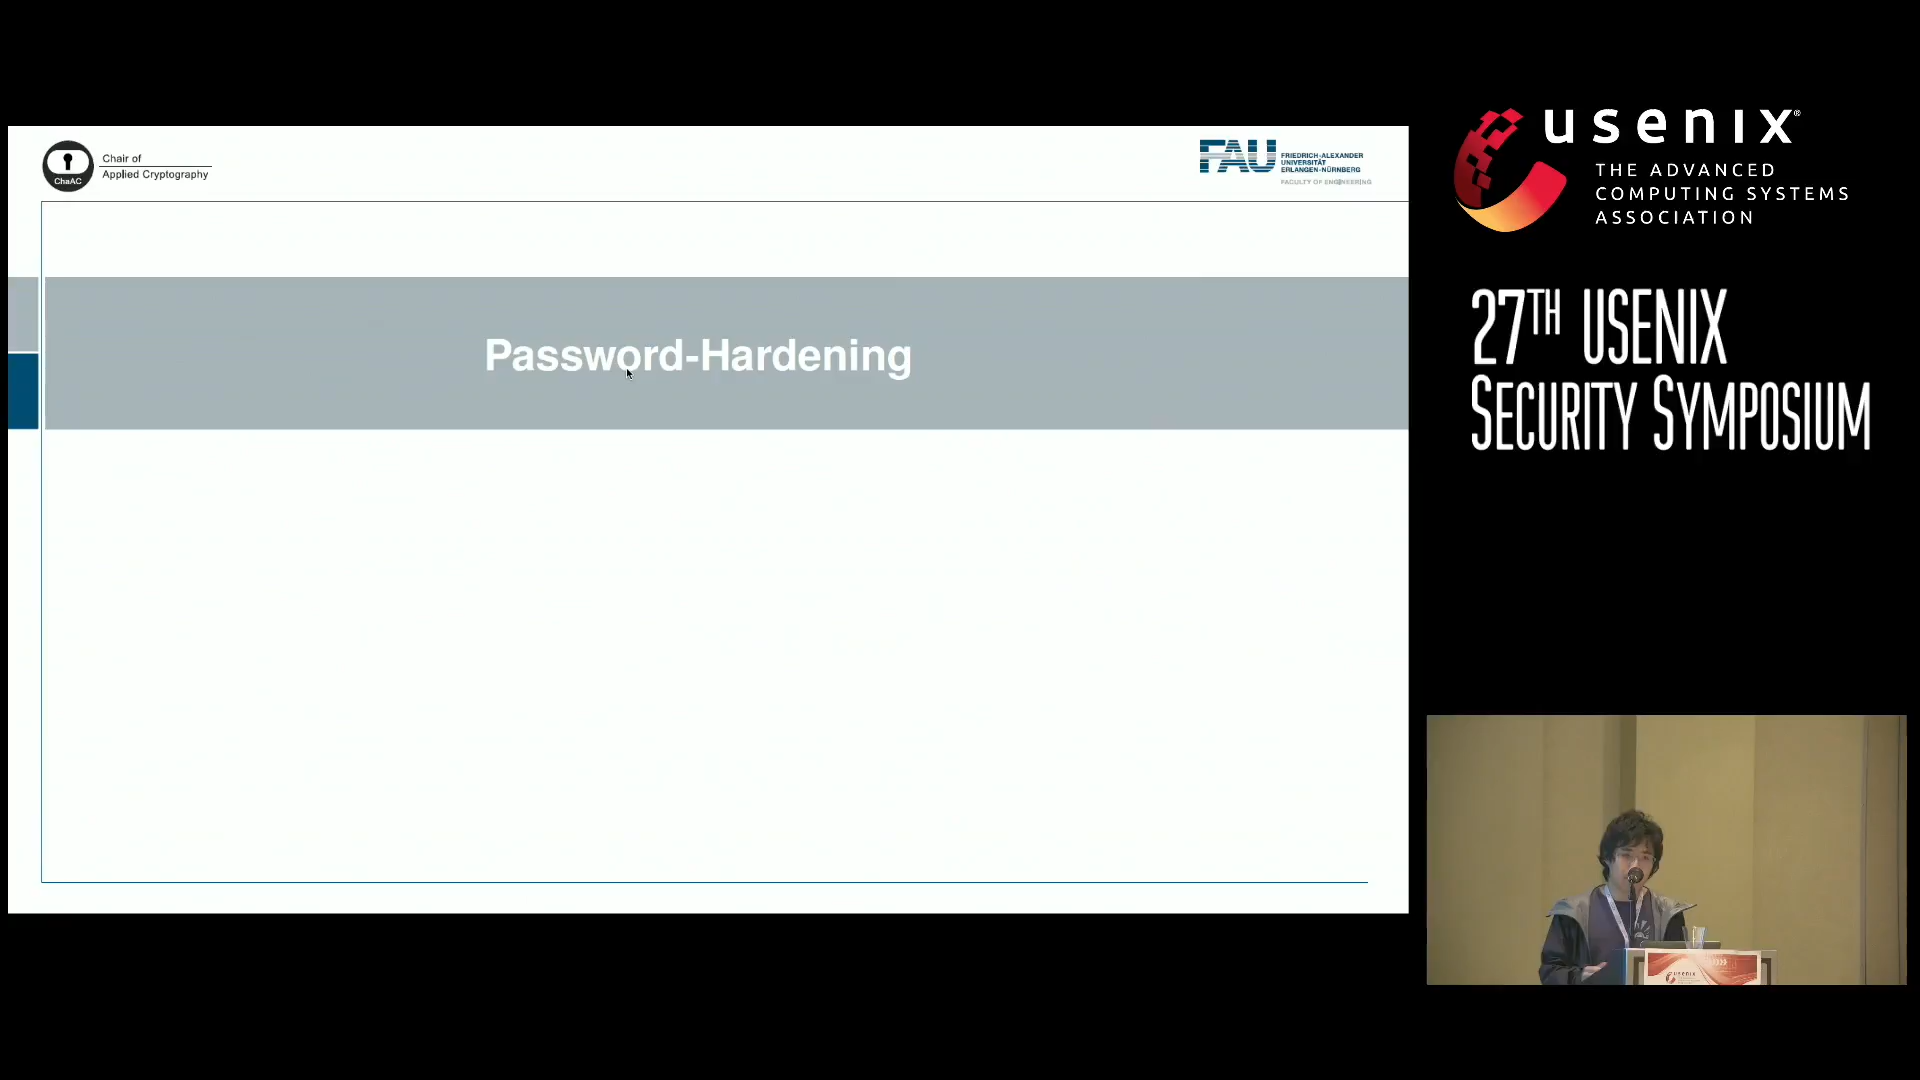 ChaAC
Chair of
Applied Cryptography
FAU
FRIEDRICH-ALEXANDER
UNIVERSITÄT
ERLANGEN-NÜRNBERG
FACULTY OF ENGINEERING
Password-Hardening
usenix®
THE ADVANCED
COMPUTING SYSTEMS
ASSOCIATION
27TH USENIX
SECURITY SYMPOSIUM
usenix